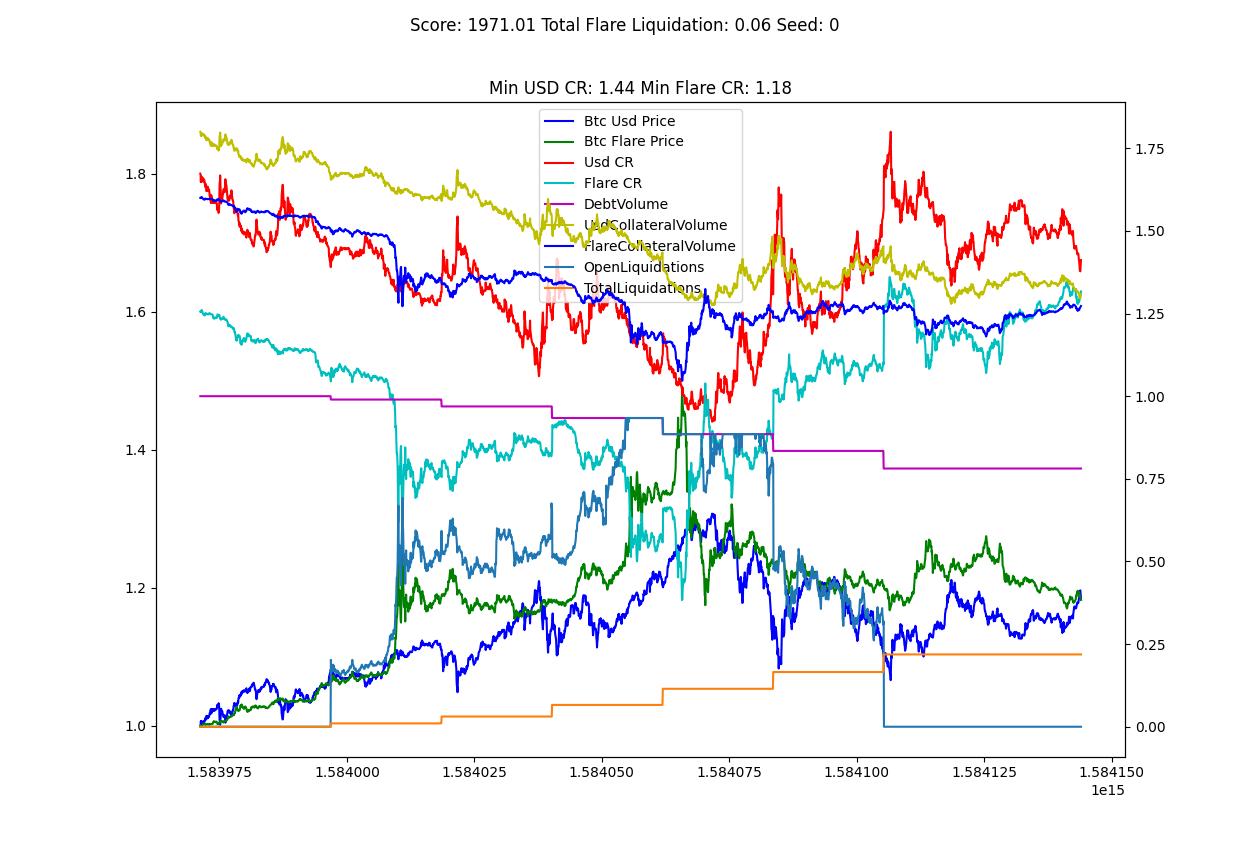 Score: 1971.01 Total Flare Liquidation: 0.06 Seed: 0
Min USD CR: 1.44 Min Flare CR: 1.18
Btc Usd Price
Btc Flare Price
Usd CR
Flare CR
DebtVolume
UsdCollateralVolume
FlareCollateralVolume
OpenLiquidations
TotalLiquidations
1.8
1.6
1.4
1.2
1.0
1.75
1.50
1.25
1.00
0.75
0.50
0.25
0.00
1.583975 1.584000 1.584025 1.584050 1.584075 1.584100 1.584125 1.584150
1e15